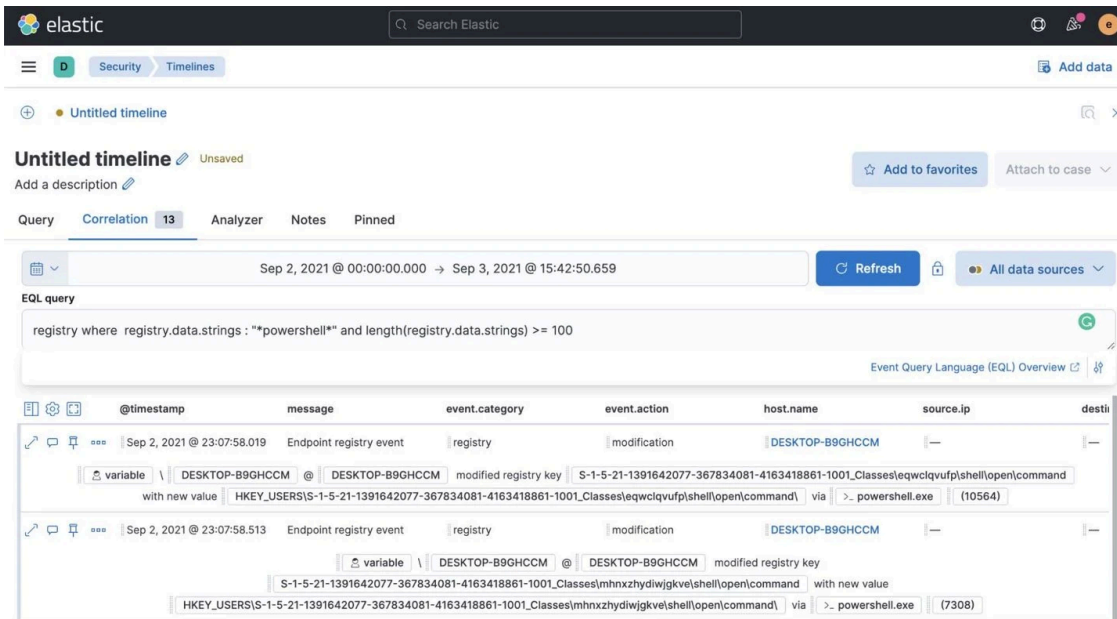 elastic
Search Elastic
e
D Security Timelines Add data
Untitled timeline
Untitled timeline Unsaved
Add to favorites Attach to case
Add a description
Query Correlation 13 Analyzer Notes Pinned
Sep 2, 2021 @ 00:00:00.000 → Sep 3, 2021 @ 15:42:50.659 Refresh All data sources
EQL query
registry where registry.data.strings : "*powershell*" and length(registry.data.strings) >= 100
Event Query Language (EQL) Overview
@timestamp message event.category event.action host.name source.ip destin
Sep 2, 2021 @ 23:07:58.019 Endpoint registry event registry modification DESKTOP-B9GHCCM — —
variable \ DESKTOP-B9GHCCM @ DESKTOP-B9GHCCM modified registry key S-1-5-21-1391642077-367834081-4163418861-1001_Classes\eqwclqvufp\shell\open\command
with new value HKEY_USERS\S-1-5-21-1391642077-367834081-4163418861-1001_Classes\eqwclqvufp\shell\open\command\ via >_ powershell.exe (10564)
Sep 2, 2021 @ 23:07:58.513 Endpoint registry event registry modification DESKTOP-B9GHCCM — —
variable \ DESKTOP-B9GHCCM @ DESKTOP-B9GHCCM modified registry key
S-1-5-21-1391642077-367834081-4163418861-1001_Classes\mhnxzhydiwjgkve\shell\open\command with new value
HKEY_USERS\S-1-5-21-1391642077-367834081-4163418861-1001_Classes\mhnxzhydiwjgkve\shell\open\command\ via >_ powershell.exe (7308)